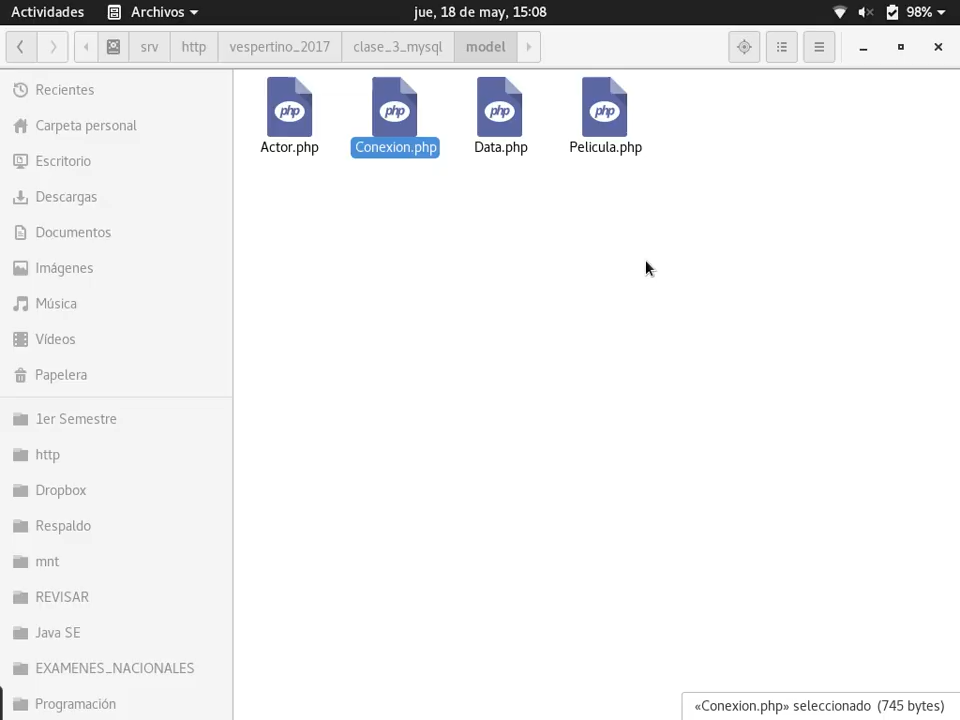 Actividades Archivos jue, 18 de may, 15:08 98%
srv http vespertino_2017 clase_3_mysql model
Recientes
Carpeta personal
Escritorio
Descargas
Documentos
Imágenes
Música
Vídeos
Papelera
1er Semestre
http
Dropbox
Respaldo
mnt
REVISAR
Java SE
EXAMENES_NACIONALES
Programación
php php php php
Actor.php Conexion.php Data.php Pelicula.php
«Conexion.php» seleccionado (745 bytes)